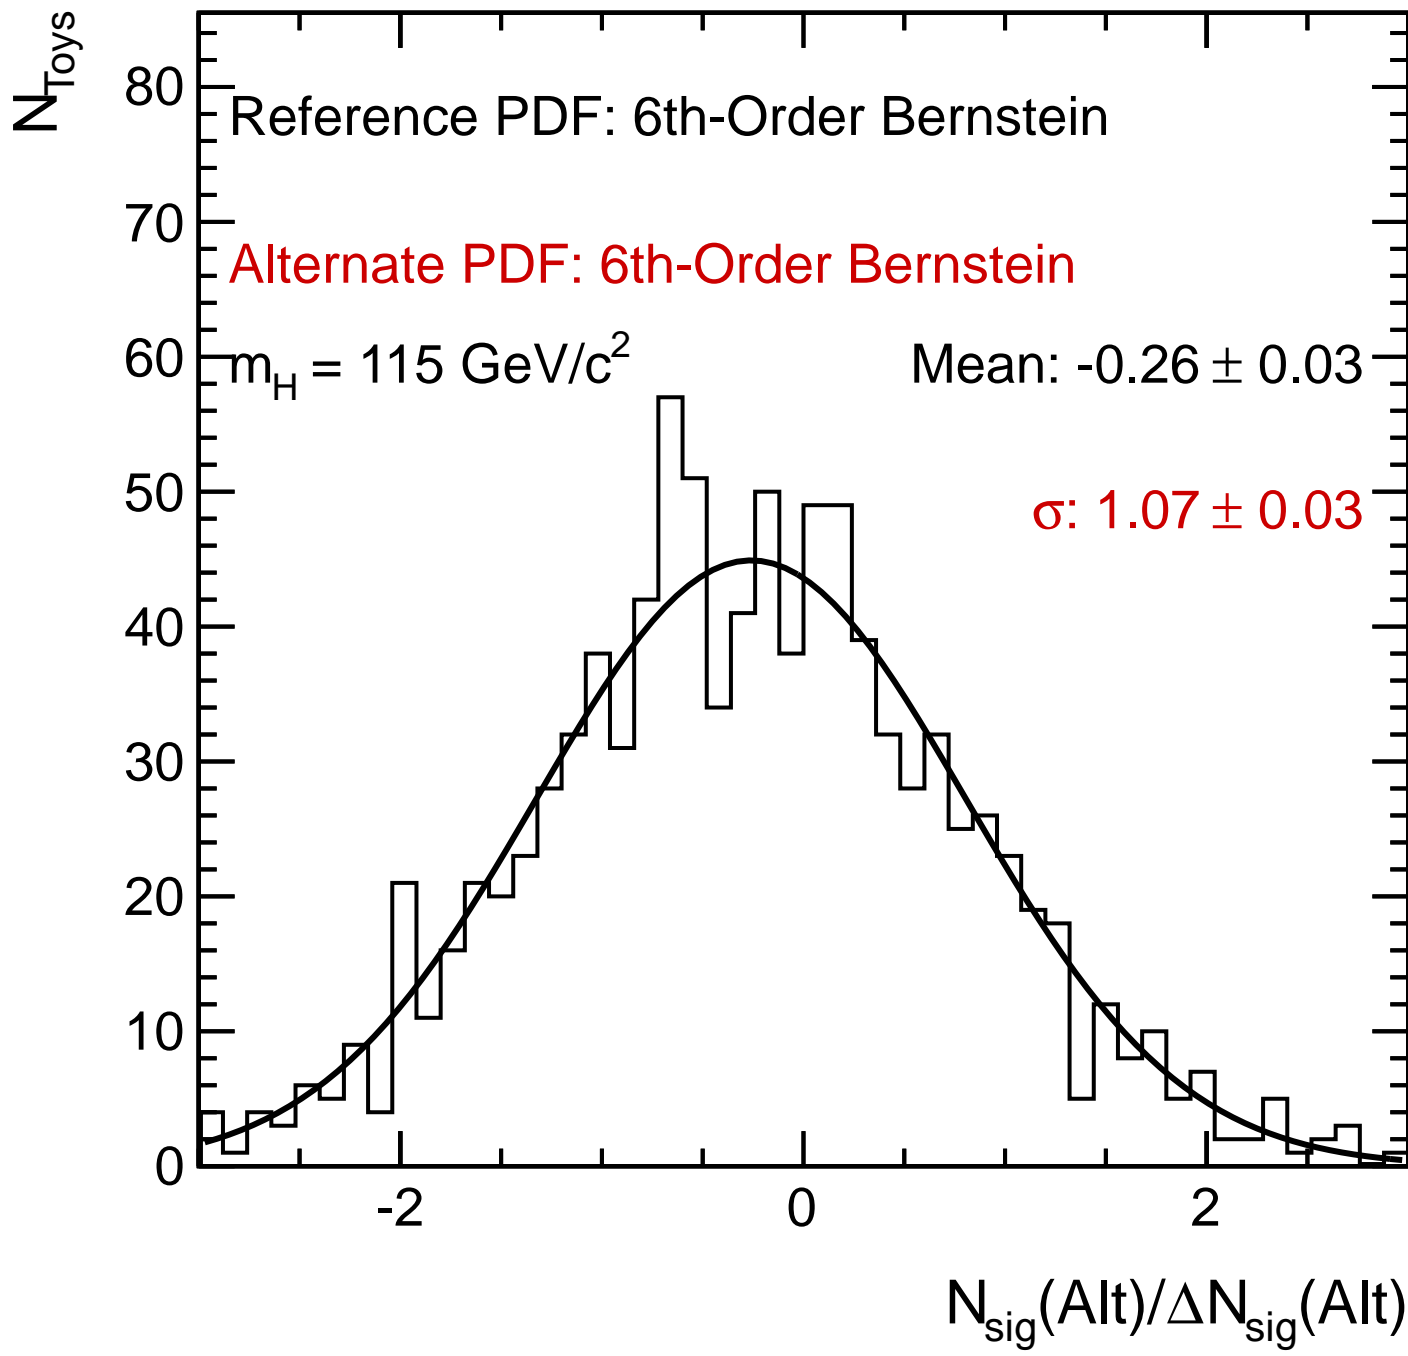 N_Toys
80
Reference PDF: 6th-Order Bernstein
70
Alternate PDF: 6th-Order Bernstein
60
m_H = 115 GeV/c^2
Mean: -0.26 ± 0.03
50
σ: 1.07 ± 0.03
40
30
20
10
0
-2 0 2
N_sig(Alt)/ΔN_sig(Alt)